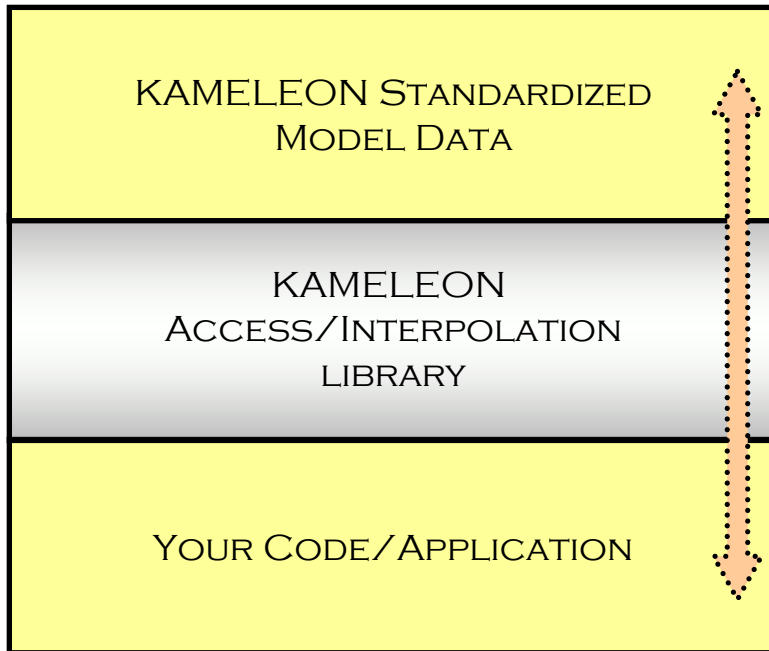 KAMELEON STANDARDIZED
MODEL DATA
KAMELEON
ACCESS/INTERPOLATION
LIBRARY
YOUR CODE/APPLICATION